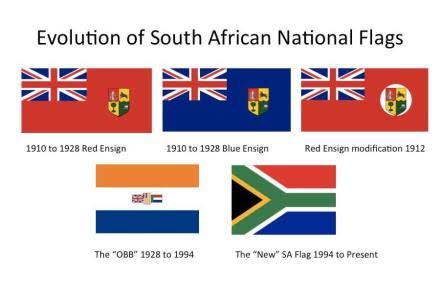 Evolution of South African National Flags
1910 to 1928 Red Ensign
1910 to 1928 Blue Ensign
Red Ensign modification 1912
The “OBB” 1928 to 1994
The “New” SA Flag 1994 to Present